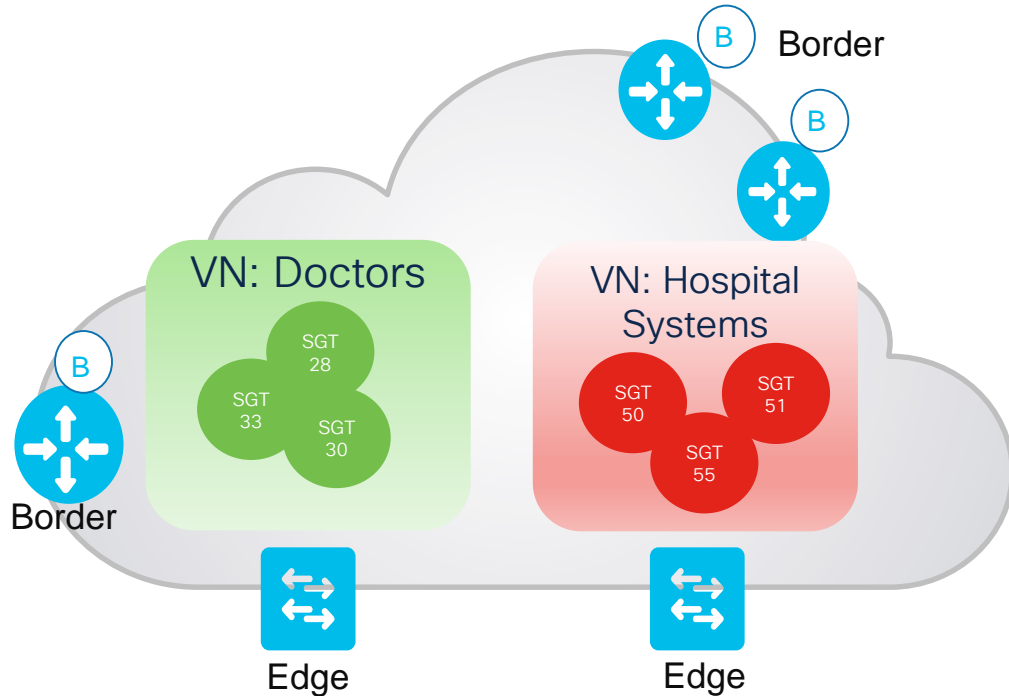 B
Border
B
VN: Doctors
VN: Hospital
Systems
SGT
28
SGT
33
SGT
30
SGT
50
SGT
51
SGT
55
B
Border
Edge
Edge